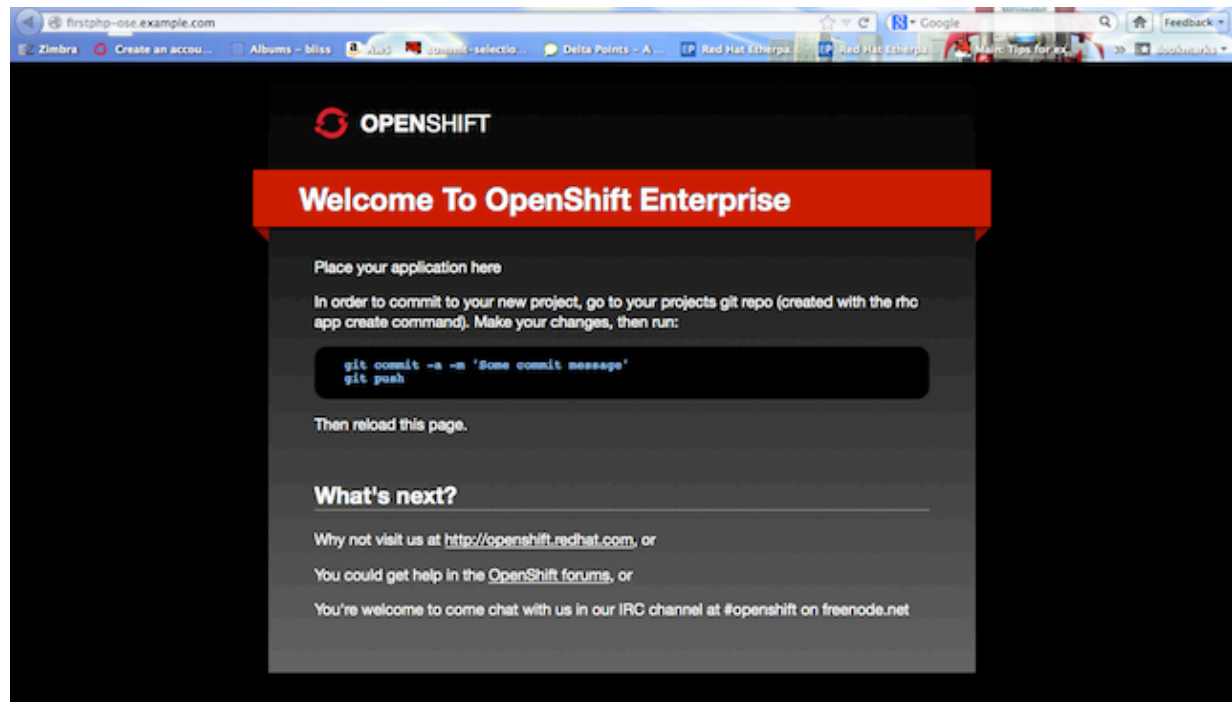 firstphp-ose.example.com
Google
Feedback
Zimbra
Create an accou...
Albums - bliss
AWS
summit-selectio...
Delta Points - A ...
Red Hat Etherpa...
Red Hat Etherpa...
Main: Tips for ex...
Bookmarks
OPENSHIFT
Welcome To OpenShift Enterprise
Place your application here
In order to commit to your new project, go to your projects git repo (created with the rhc
app create command). Make your changes, then run:
git commit -a -m 'Some commit message'
git push
Then reload this page.
What's next?
Why not visit us at http://openshift.redhat.com, or
You could get help in the OpenShift forums, or
You're welcome to come chat with us in our IRC channel at #openshift on freenode.net